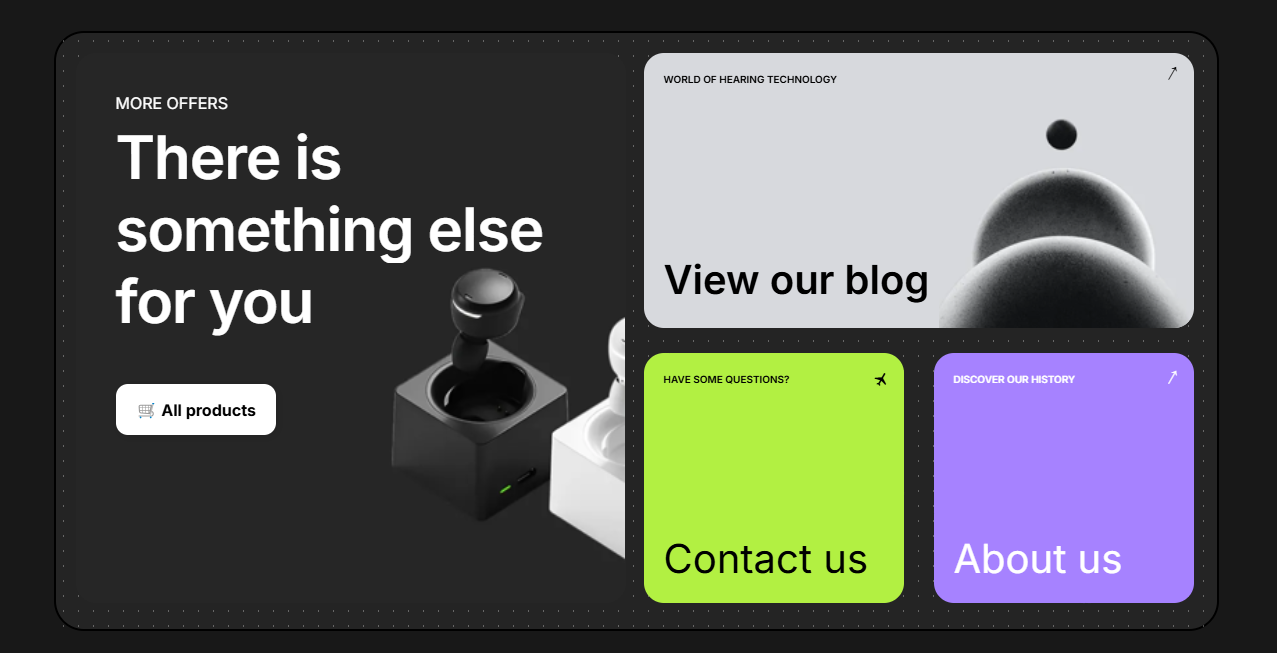 MORE OFFERS
There is
something else
for you
🛒 All products
WORLD OF HEARING TECHNOLOGY
View our blog
HAVE SOME QUESTIONS?
Contact us
DISCOVER OUR HISTORY
About us